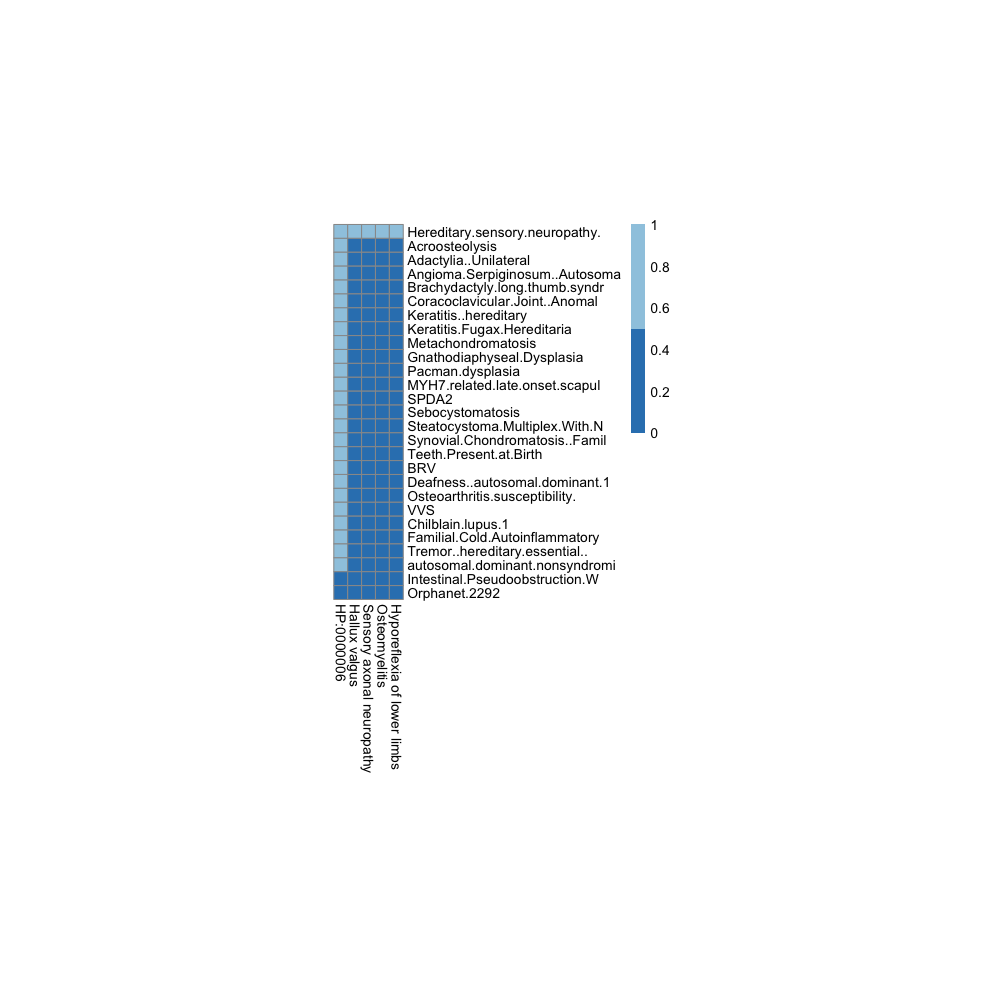 Hereditary.sensory.neuropathy.
Acroosteolysis
Adactylia..Unilateral
Angioma.Serpiginosum..Autosoma
Brachydactyly.long.thumb.syndr
Coracoclavicular.Joint..Anomal
Keratitis..hereditary
Keratitis.Fugax.Hereditaria
Metachondromatosis
Gnathodiaphyseal.Dysplasia
Pacman.dysplasia
MYH7.related.late.onset.scapul
SPDA2
Sebocystomatosis
Steatocystoma.Multiplex.With.N
Synovial.Chondromatosis..Famil
Teeth.Present.at.Birth
BRV
Deafness..autosomal.dominant.1
Osteoarthritis.susceptibility.
VVS
Chilblain.lupus.1
Familial.Cold.Autoinflammatory
Tremor..hereditary.essential..
autosomal.dominant.nonsyndromi
Intestinal.Pseudoobstruction.W
Orphanet.2292
1
0.8
0.6
0.4
0.2
0
HP:0000006
Hallux valgus
Sensory axonal neuropathy
Osteomyelitis
Hyporeflexia of lower limbs